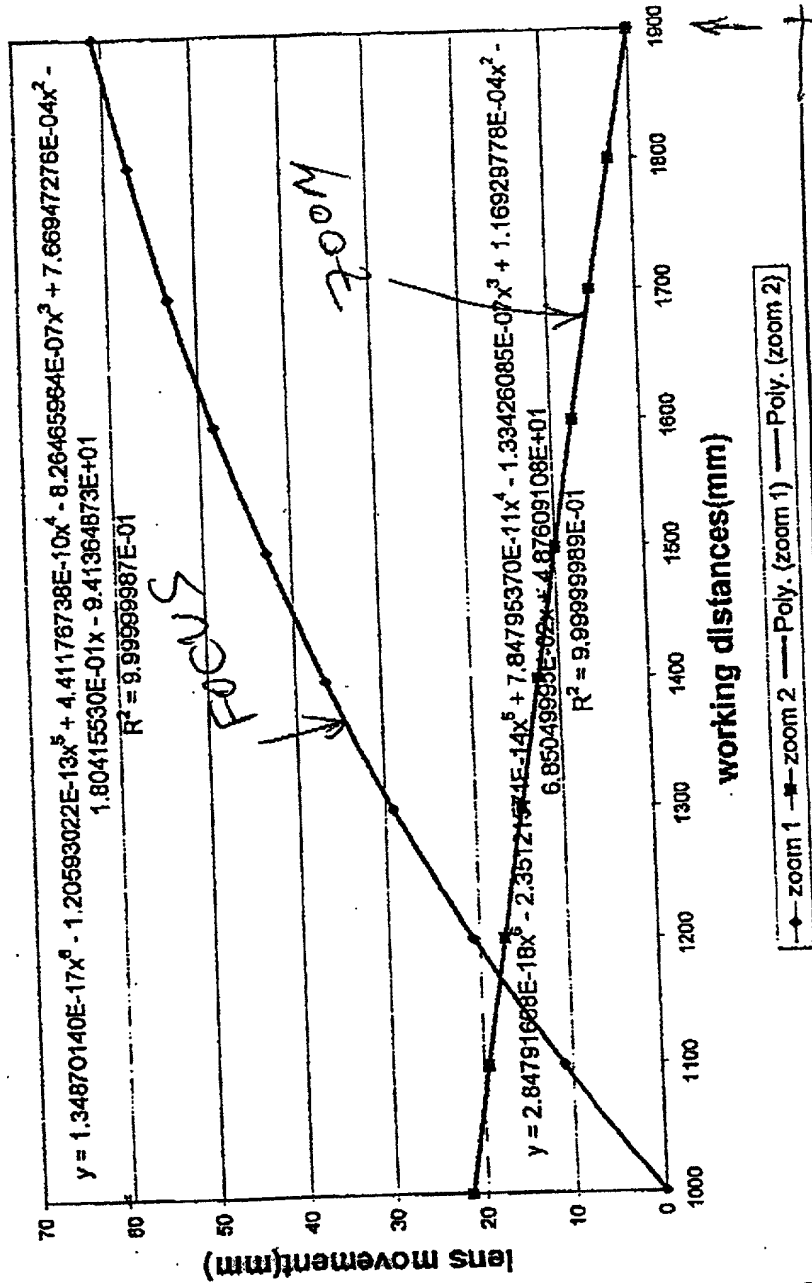 y = 1.34870140E-17x⁶ - 1.20593022E-13x⁵ + 4.41176738E-10x⁴ - 8.26465964E-07x³ + 7.66947276E-04x² -
1.80415530E-01x - 9.41364873E+01
R² = 9.99999987E-01
FOCUS
ZOOM
y = 2.84791608E-18x⁶ - 2.35121571E-14x⁵ + 7.84795370E-11x⁴ - 1.33426085E-07x³ + 1.16929778E-04x² -
6.85049995E-02x + 4.87609108E+01
R² = 9.99999989E-01
lens movement(mm)
70
60
50
40
30
20
10
0
1000 1100 1200 1300 1400 1500 1600 1700 1800 1900
working distances(mm)
zoom 1 zoom 2 Poly. (zoom 1) Poly. (zoom 2)